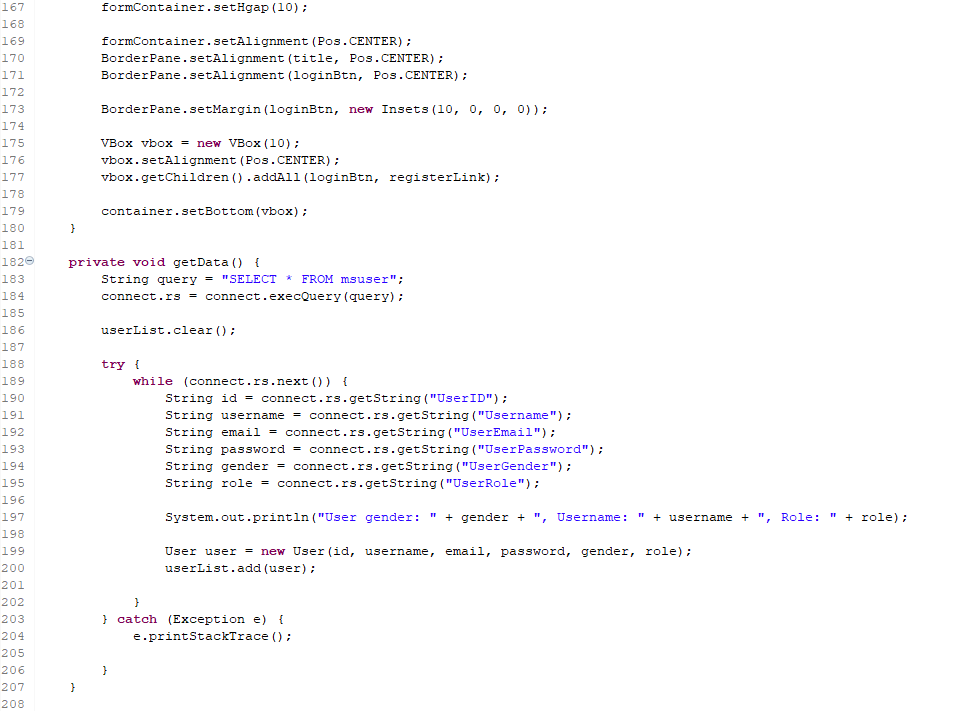 167 formContainer.setHgap(10);
168
169 formContainer.setAlignment(Pos.CENTER);
170 BorderPane.setAlignment(title, Pos.CENTER);
171 BorderPane.setAlignment(loginBtn, Pos.CENTER);
172
173 BorderPane.setMargin(loginBtn, new Insets(10, 0, 0, 0));
174
175 VBox vbox = new VBox(10);
176 vbox.setAlignment(Pos.CENTER);
177 vbox.getChildren().addAll(loginBtn, registerLink);
178
179 container.setBottom(vbox);
180 }
181
182 private void getData() {
183 String query = "SELECT * FROM msuser";
184 connect.rs = connect.execQuery(query);
185
186 userList.clear();
187
188 try {
189 while (connect.rs.next()) {
190 String id = connect.rs.getString("UserID");
191 String username = connect.rs.getString("Username");
192 String email = connect.rs.getString("UserEmail");
193 String password = connect.rs.getString("UserPassword");
194 String gender = connect.rs.getString("UserGender");
195 String role = connect.rs.getString("UserRole");
196
197 System.out.println("User gender: " + gender + ", Username: " + username + ", Role: " + role);
198
199 User user = new User(id, username, email, password, gender, role);
200 userList.add(user);
201
202 }
203 } catch (Exception e) {
204 e.printStackTrace();
205
206 }
207 }
208